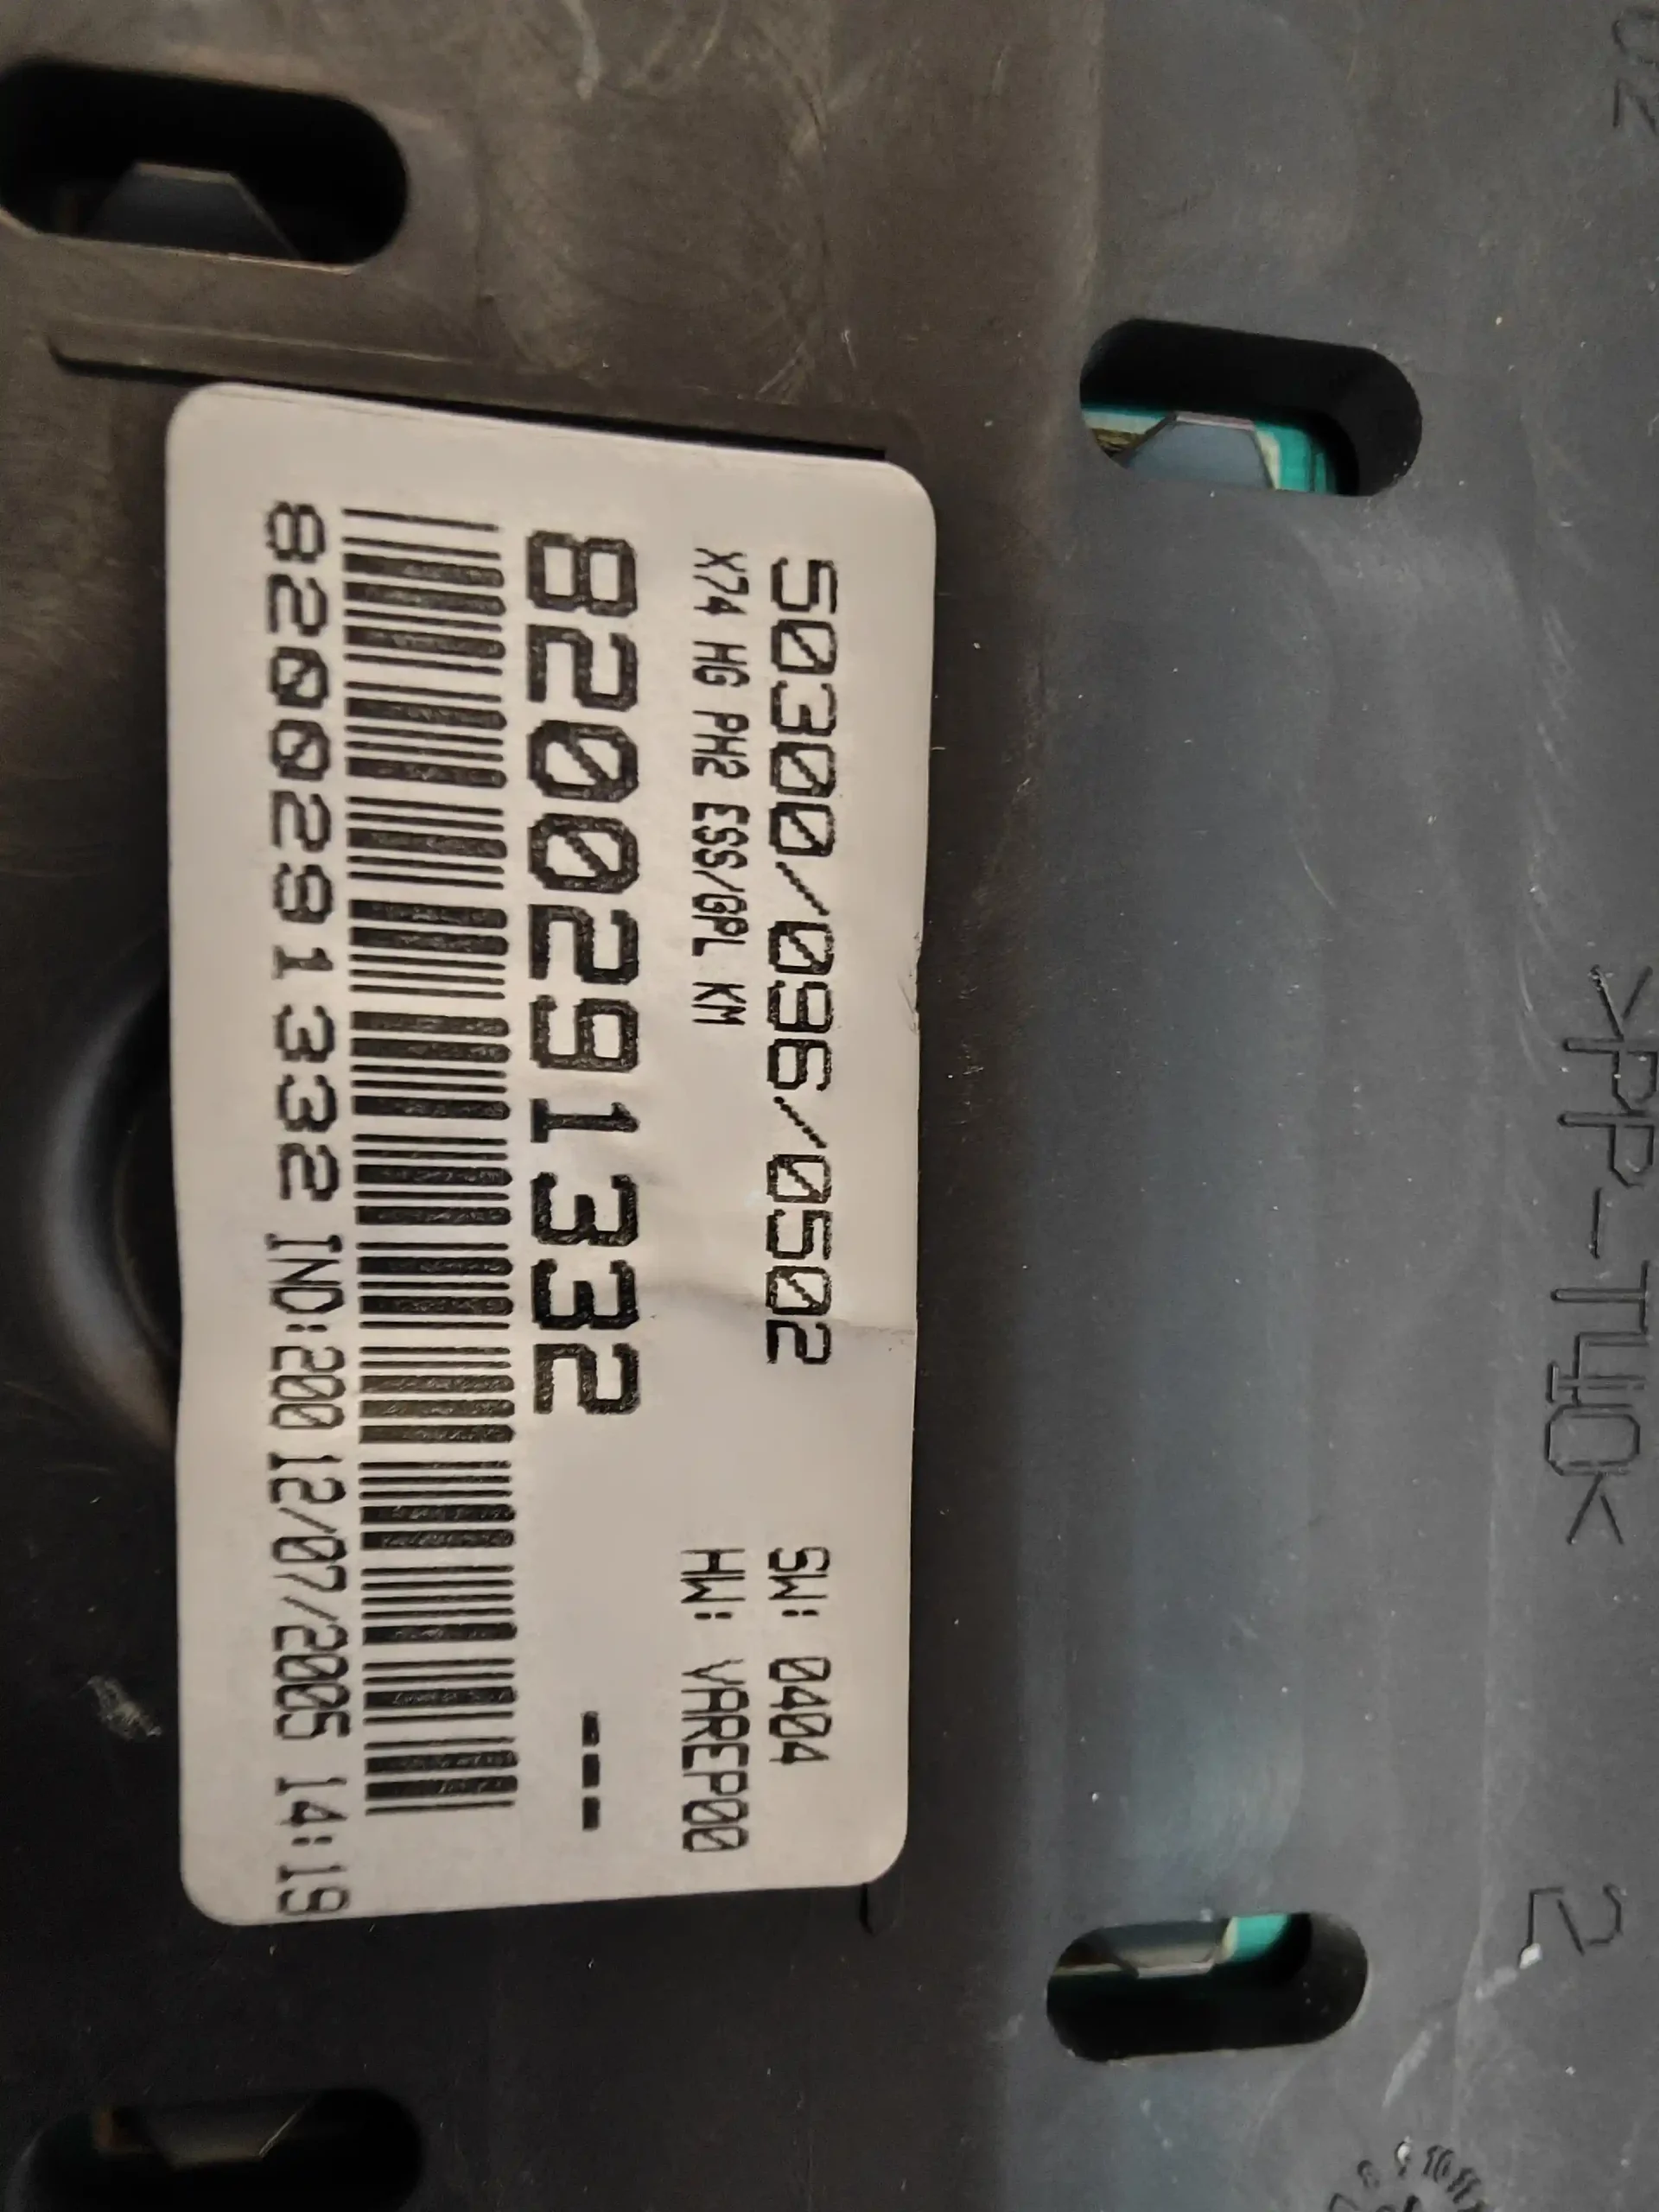 50300/096/0502 SW: 0404
X74 HG PH2 ESS/GPL KM HW: VAREP00
8200291332 ---
8200291332 IND:200 12/07/2005 14:19
>PP-T40<
2